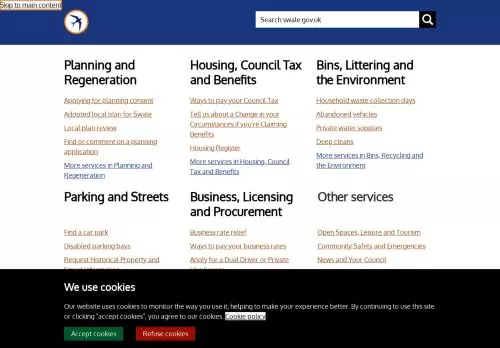 Skip to main content
Search swale.gov.uk
Planning and
Regeneration
Applying for planning consent
Adopted local plan for Swale
Local plan review
Find or comment on a planning
application
More services in Planning and
Regeneration
Housing, Council Tax
and Benefits
Ways to pay your Council Tax
Tell us about a Change in your
Circumstances if you're Claiming
Benefits
Housing Register
More services in Housing, Council
Tax and Benefits
Bins, Littering and
the Environment
Household waste collection days
Abandoned vehicles
Private water supplies
Deep cleans
More services in Bins, Recycling and
the Environment
Parking and Streets
Find a car park
Disabled parking bays
Request Historical Property and
Business, Licensing
and Procurement
Business rate relief
Ways to pay your business rates
Apply for a Dual Driver or Private
Other services
Open Spaces, Leisure and Tourism
Community Safety and Emergencies
News and Your Council
We use cookies
Our website uses cookies to monitor the way you use it, helping to make your experience better. By continuing to use this site
or clicking "accept cookies", you agree to our cookies. Cookie policy
Accept cookies
Refuse cookies